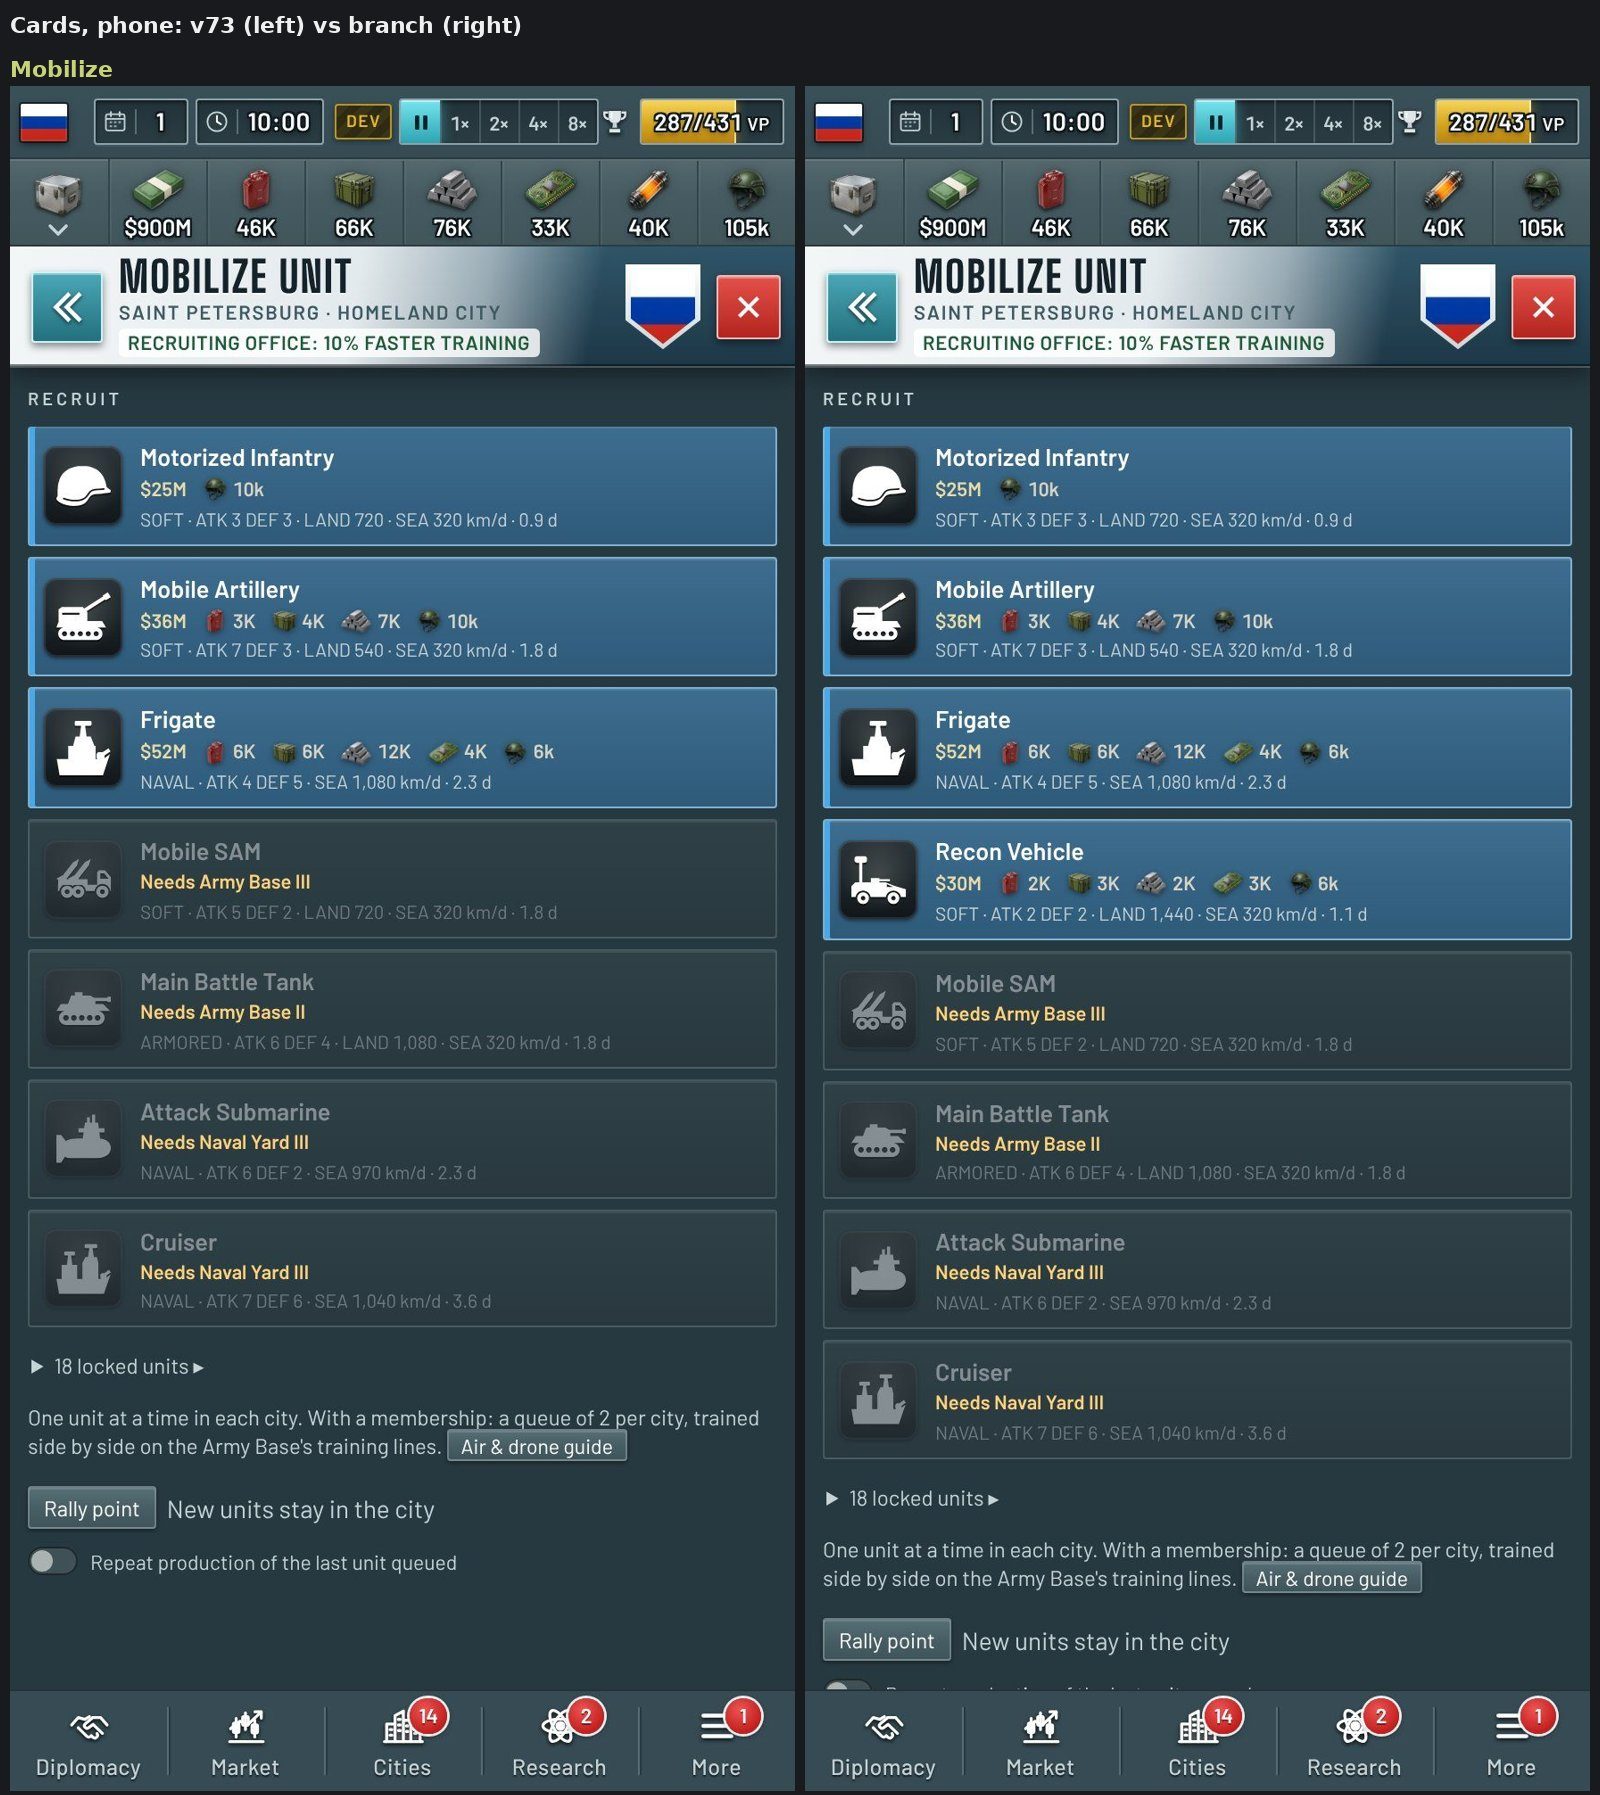 Cards, phone: v73 (left) vs branch (right)
Mobilize
1 10:00 DEV 1× 2× 4× 8× 287/431 VP
$900M 46K 66K 76K 33K 40K 105k
MOBILIZE UNIT
SAINT PETERSBURG · HOMELAND CITY
RECRUITING OFFICE: 10% FASTER TRAINING
RECRUIT
Motorized Infantry
$25M 10k
SOFT · ATK 3 DEF 3 · LAND 720 · SEA 320 km/d · 0.9 d
Mobile Artillery
$36M 3K 4K 7K 10k
SOFT · ATK 7 DEF 3 · LAND 540 · SEA 320 km/d · 1.8 d
Frigate
$52M 6K 6K 12K 4K 6k
NAVAL · ATK 4 DEF 5 · SEA 1,080 km/d · 2.3 d
Mobile SAM
Needs Army Base III
SOFT · ATK 5 DEF 2 · LAND 720 · SEA 320 km/d · 1.8 d
Main Battle Tank
Needs Army Base II
ARMORED · ATK 6 DEF 4 · LAND 1,080 · SEA 320 km/d · 1.8 d
Attack Submarine
Needs Naval Yard III
NAVAL · ATK 6 DEF 2 · SEA 970 km/d · 2.3 d
Cruiser
Needs Naval Yard III
NAVAL · ATK 7 DEF 6 · SEA 1,040 km/d · 3.6 d
▶ 18 locked units ▸
One unit at a time in each city. With a membership: a queue of 2 per city, trained
side by side on the Army Base's training lines. Air & drone guide
Rally point New units stay in the city
Repeat production of the last unit queued
14 2 1
Diplomacy Market Cities Research More
1 10:00 DEV 1× 2× 4× 8× 287/431 VP
$900M 46K 66K 76K 33K 40K 105k
MOBILIZE UNIT
SAINT PETERSBURG · HOMELAND CITY
RECRUITING OFFICE: 10% FASTER TRAINING
RECRUIT
Motorized Infantry
$25M 10k
SOFT · ATK 3 DEF 3 · LAND 720 · SEA 320 km/d · 0.9 d
Mobile Artillery
$36M 3K 4K 7K 10k
SOFT · ATK 7 DEF 3 · LAND 540 · SEA 320 km/d · 1.8 d
Frigate
$52M 6K 6K 12K 4K 6k
NAVAL · ATK 4 DEF 5 · SEA 1,080 km/d · 2.3 d
Recon Vehicle
$30M 2K 3K 2K 3K 6k
SOFT · ATK 2 DEF 2 · LAND 1,440 · SEA 320 km/d · 1.1 d
Mobile SAM
Needs Army Base III
SOFT · ATK 5 DEF 2 · LAND 720 · SEA 320 km/d · 1.8 d
Main Battle Tank
Needs Army Base II
ARMORED · ATK 6 DEF 4 · LAND 1,080 · SEA 320 km/d · 1.8 d
Attack Submarine
Needs Naval Yard III
NAVAL · ATK 6 DEF 2 · SEA 970 km/d · 2.3 d
Cruiser
Needs Naval Yard III
NAVAL · ATK 7 DEF 6 · SEA 1,040 km/d · 3.6 d
▶ 18 locked units ▸
One unit at a time in each city. With a membership: a queue of 2 per city, trained
side by side on the Army Base's training lines. Air & drone guide
Rally point New units stay in the city
14 2 1
Diplomacy Market Cities Research More